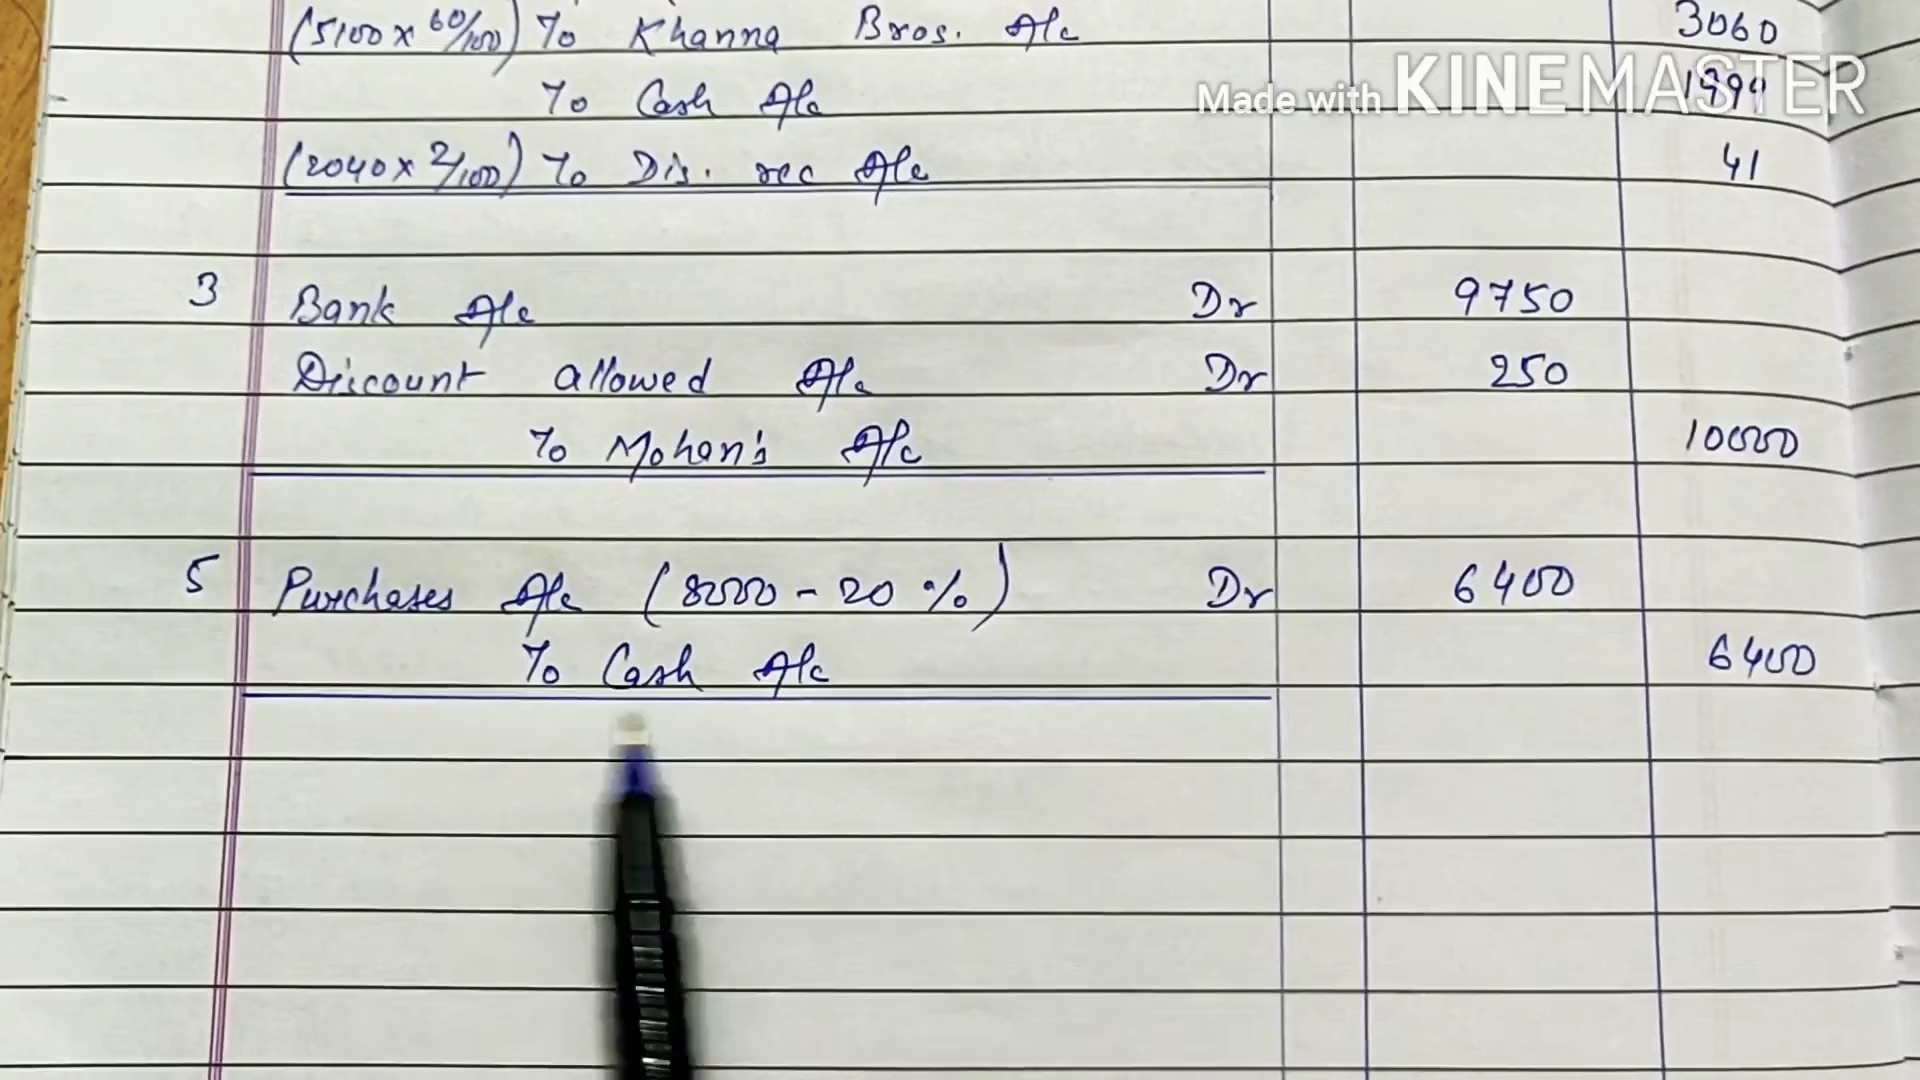 (5100 x 60/100) To Khanna Bros. A/c 3060
To Cash A/c 1999
(2040 x 2/100) To Dis. rec A/c 41
3 Bank A/c Dr 9750
Discount allowed A/c Dr 250
To Mohan's A/c 10000
5 Purchases A/c (8000 - 20 %) Dr 6400
To Cash A/c 6400
Made with KINEMASTER